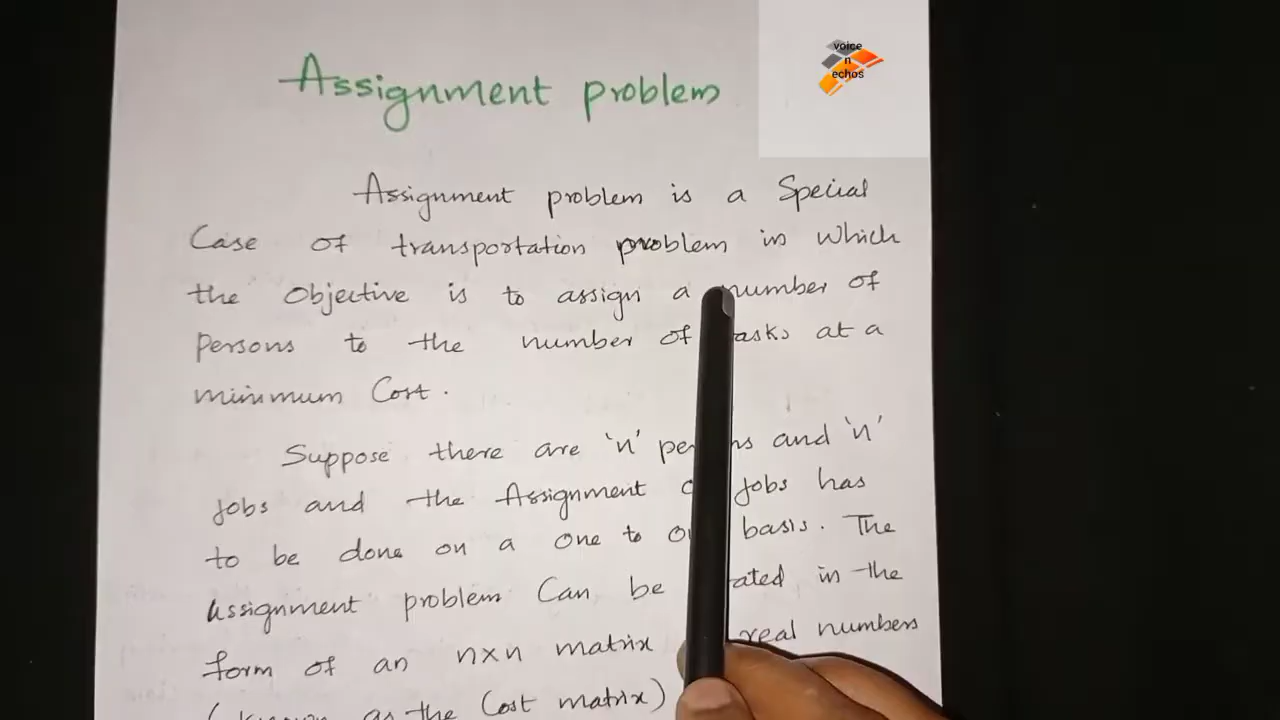 voice
n
echos
Assignment problem
Assignment problem is a Special
Case of transportation problem in which
the Objective is to assign a number of
persons to the number of asks at a
minimum Cost.
Suppose there are 'n' and 'n'
jobs and the Assignment jobs has
to be done on a one to basis. The
assignment problem Can be in the
form of an nxn matrix real numbers
(known as the Cost matrix)